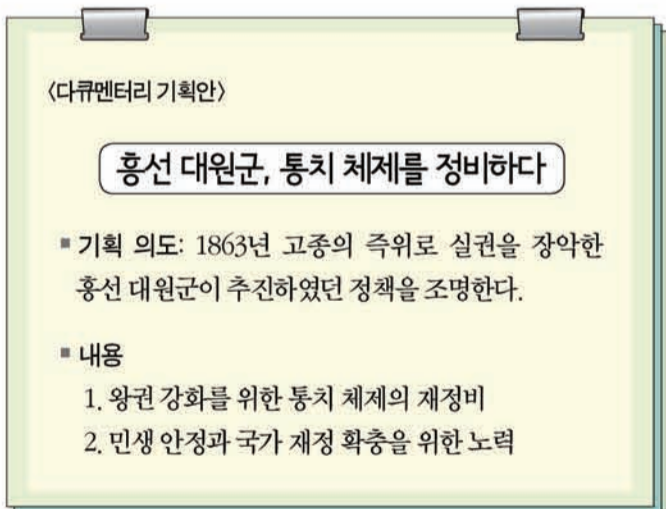 〈다큐멘터리 기획안〉
흥선 대원군, 통치 체제를 정비하다
■ 기획 의도: 1863년 고종의 즉위로 실권을 장악한
흥선 대원군이 추진하였던 정책을 조명한다.
■ 내용
1. 왕권 강화를 위한 통치 체제의 재정비
2. 민생 안정과 국가 재정 확충을 위한 노력